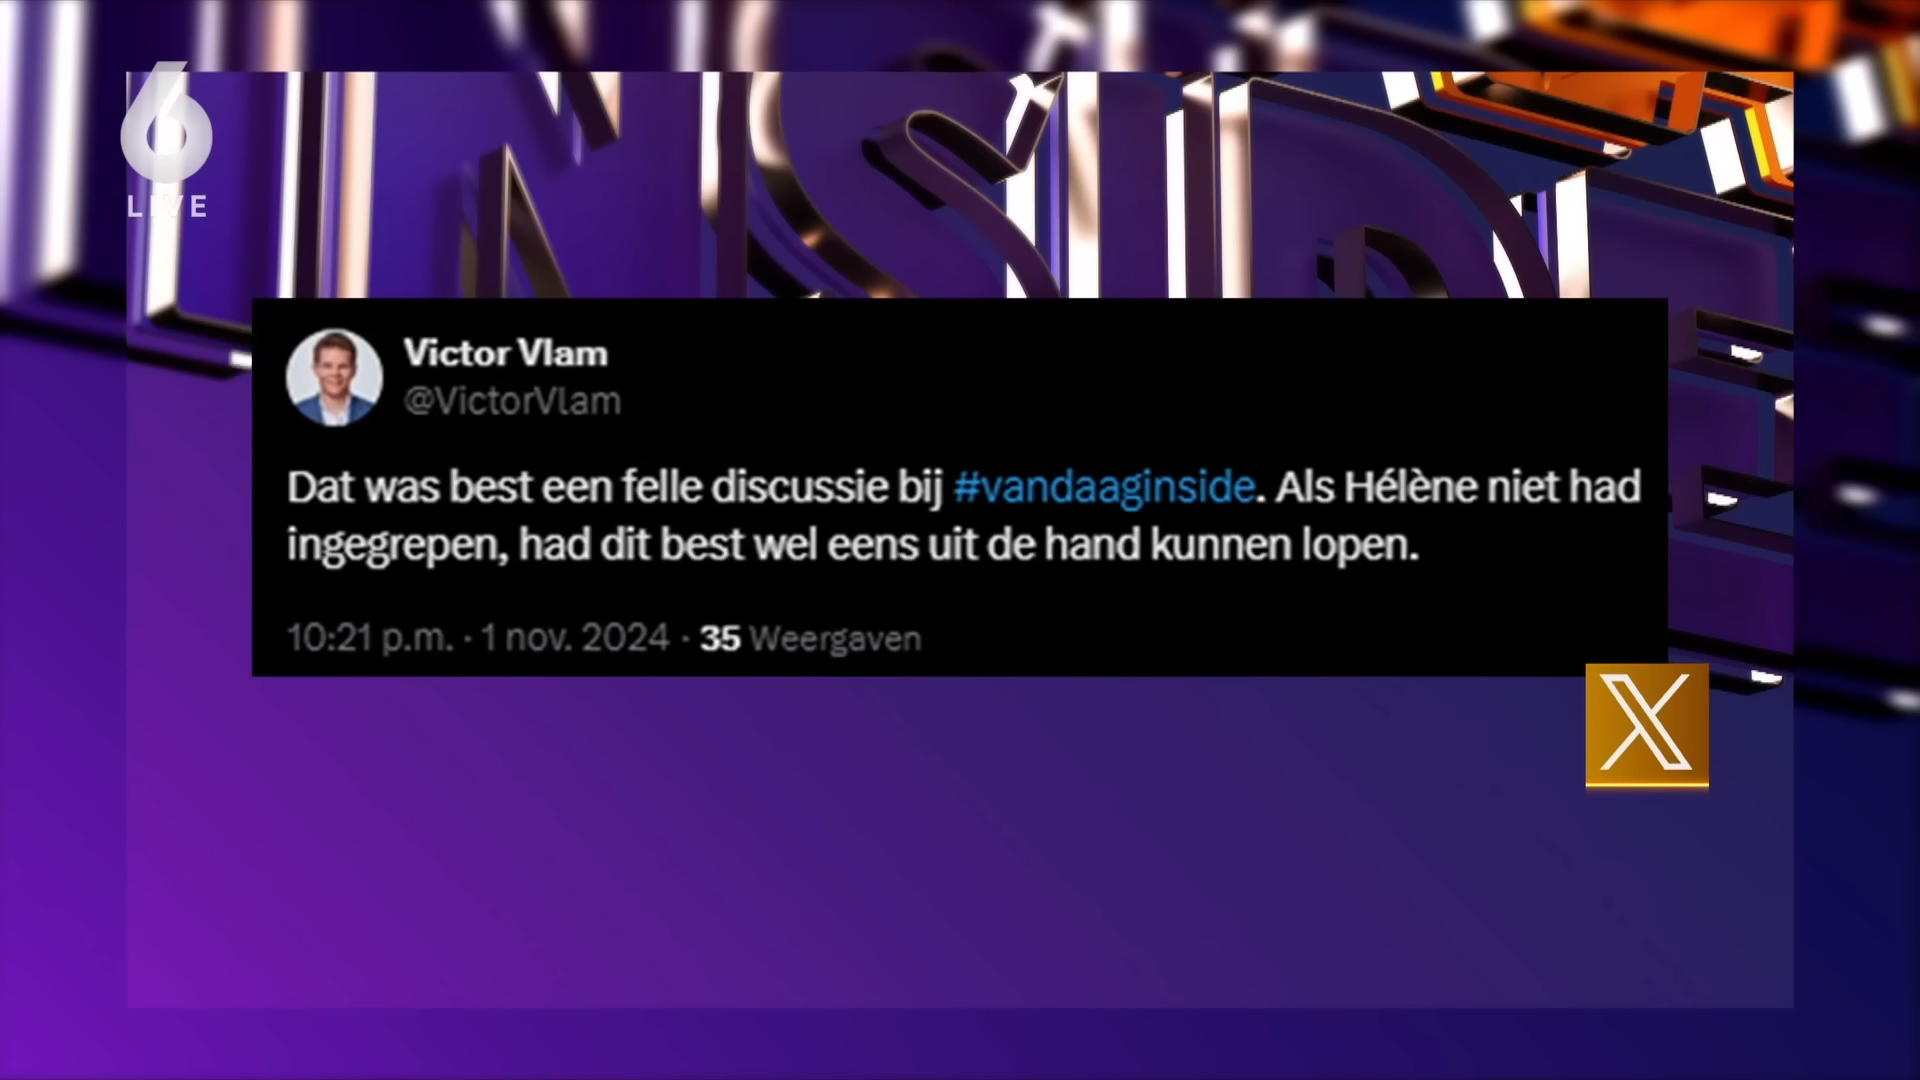 INSIDE
6
LIVE
Victor Vlam
@VictorVlam
Dat was best een felle discussie bij #vandaaginside. Als Hélène niet had
ingegrepen, had dit best wel eens uit de hand kunnen lopen.
10:21 p.m. · 1 nov. 2024 · 35 Weergaven
X